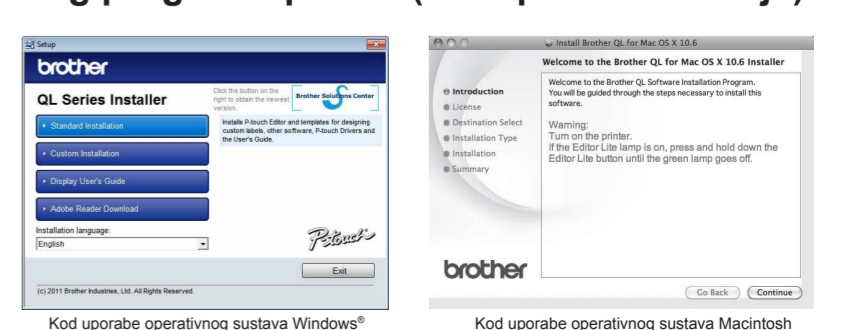 Setup
brother
QL Series Installer
Click the button on the
right to obtain the newest
version.
Brother Solutions Center
Standard Installation
Installs P-touch Editor and templates for designing
custom labels, other software, P-touch Drivers and
the User's Guide.
Custom Installation
Display User's Guide
Adobe Reader Download
Installation language:
English
P-touch
Exit
(c) 2011 Brother Industries, Ltd. All Rights Reserved.
Kod uporabe operativnog sustava Windows®
Install Brother QL for Mac OS X 10.6
Welcome to the Brother QL for Mac OS X 10.6 Installer
Introduction
License
Destination Select
Installation Type
Installation
Summary
Welcome to the Brother QL Software Installation Program.
You will be guided through the steps necessary to install this
software.
Warning:
Turn on the printer.
If the Editor Lite lamp is on, press and hold down the
Editor Lite button until the green lamp goes off.
brother
Go Back
Continue
Kod uporabe operativnog sustava Macintosh